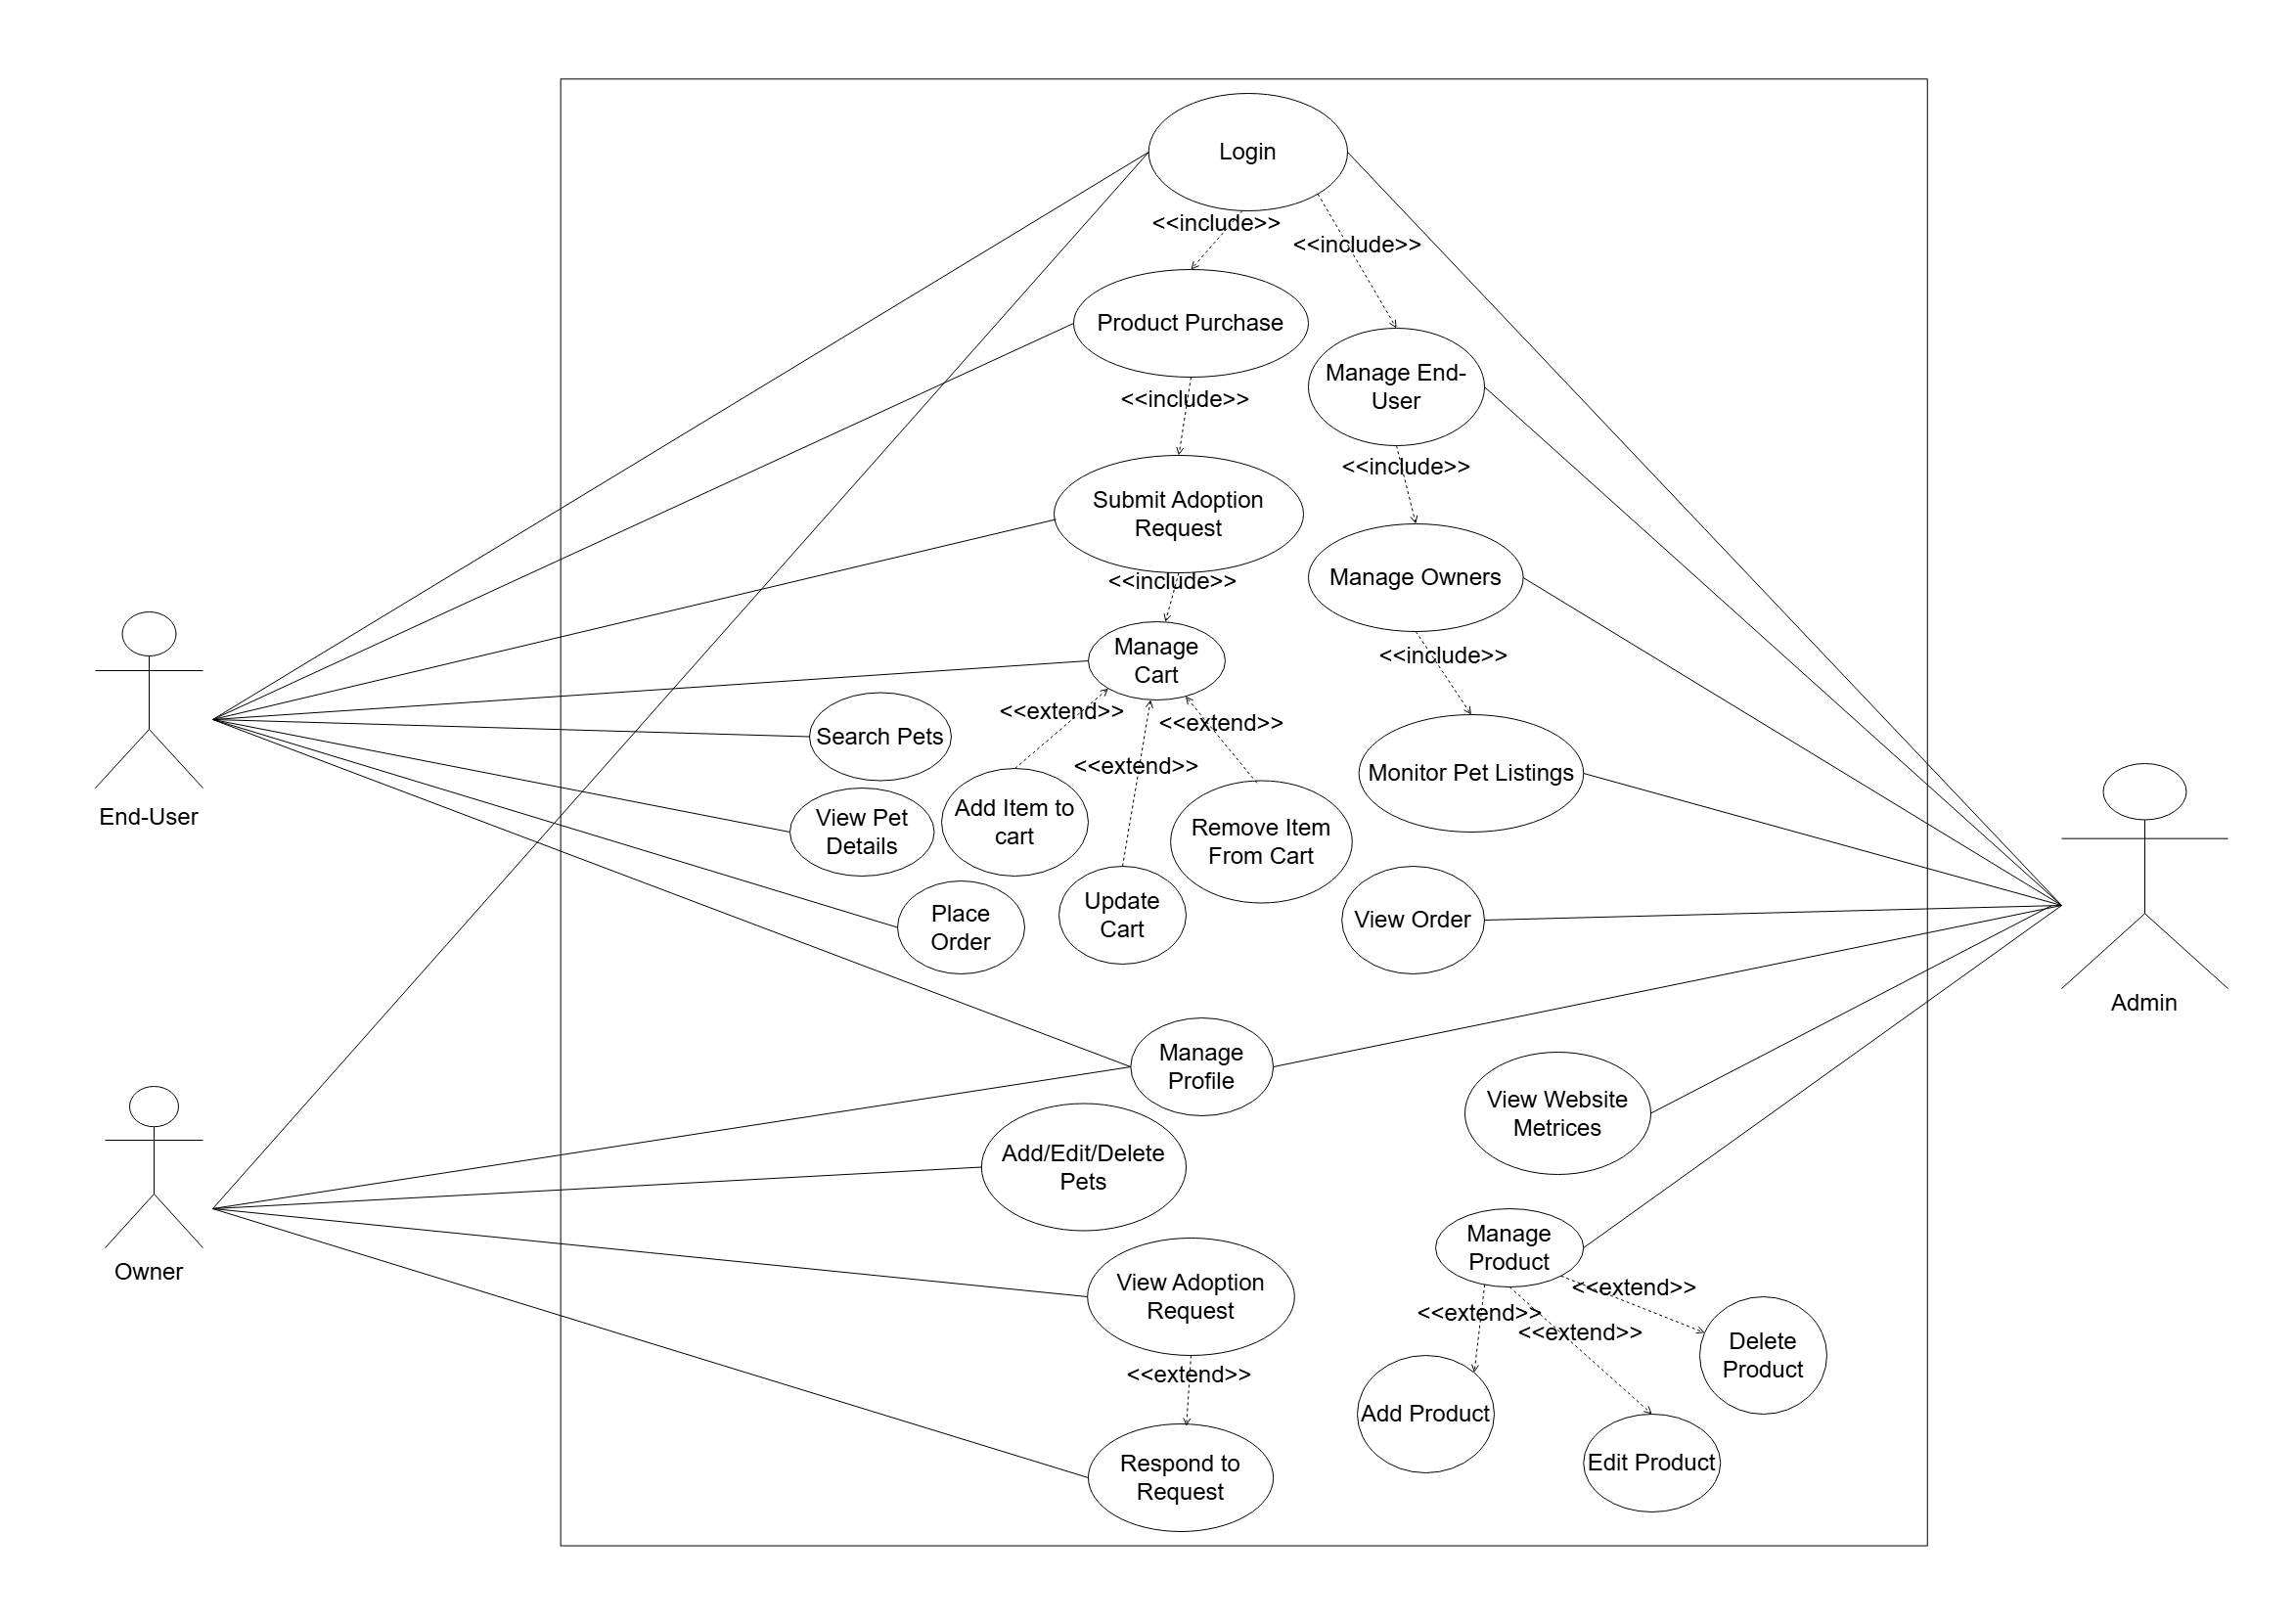 Login
<<include>>
<<include>>
Product Purchase
Manage End-
User
<<include>>
<<include>>
Submit Adoption
Request
Manage Owners
<<include>>
Manage
Cart
<<include>>
<<extend>>
<<extend>>
Search Pets
<<extend>>
Monitor Pet Listings
End-User
View Pet
Details
Add Item to
cart
Remove Item
From Cart
Update
Cart
Place
Order
View Order
Admin
Manage
Profile
View Website
Metrices
Add/Edit/Delete
Pets
Owner
Manage
Product
View Adoption
Request
<<extend>>
<<extend>>
<<extend>>
Delete
Product
<<extend>>
Add Product
Edit Product
Respond to
Request